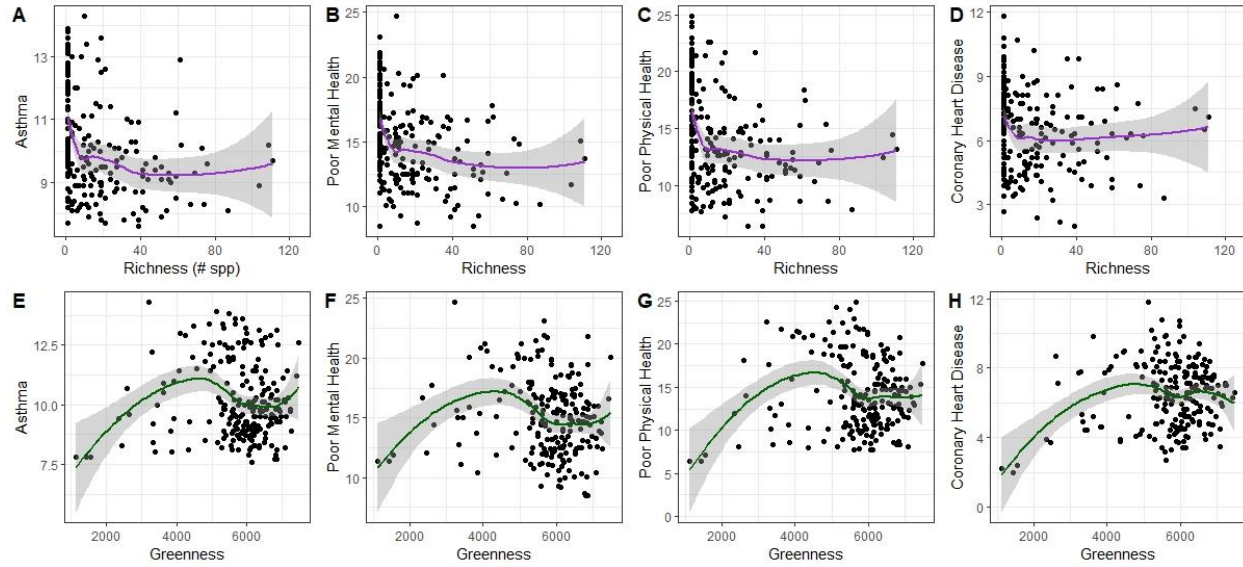 A B C D
Asthma
13
11
9
0 40 80 120
Richness (# spp)
Poor Mental Health
25
20
15
10
0 40 80 120
Richness
Poor Physical Health
25
20
15
10
0 40 80 120
Richness
Coronary Heart Disease
12
9
6
3
0 40 80 120
Richness
E F G H
Asthma
12.5
10.0
7.5
2000 4000 6000
Greenness
Poor Mental Health
25
20
15
10
2000 4000 6000
Greenness
Poor Physical Health
25
20
15
10
5
0
2000 4000 6000
Greenness
Coronary Heart Disease
12
8
4
0
2000 4000 6000
Greenness